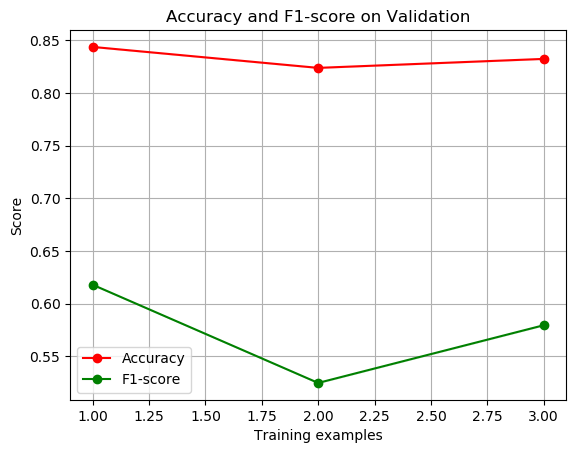 Accuracy and F1-score on Validation
0.85
0.80
0.75
0.70
0.65
0.60
0.55
Score
Accuracy
F1-score
1.00 1.25 1.50 1.75 2.00 2.25 2.50 2.75 3.00
Training examples